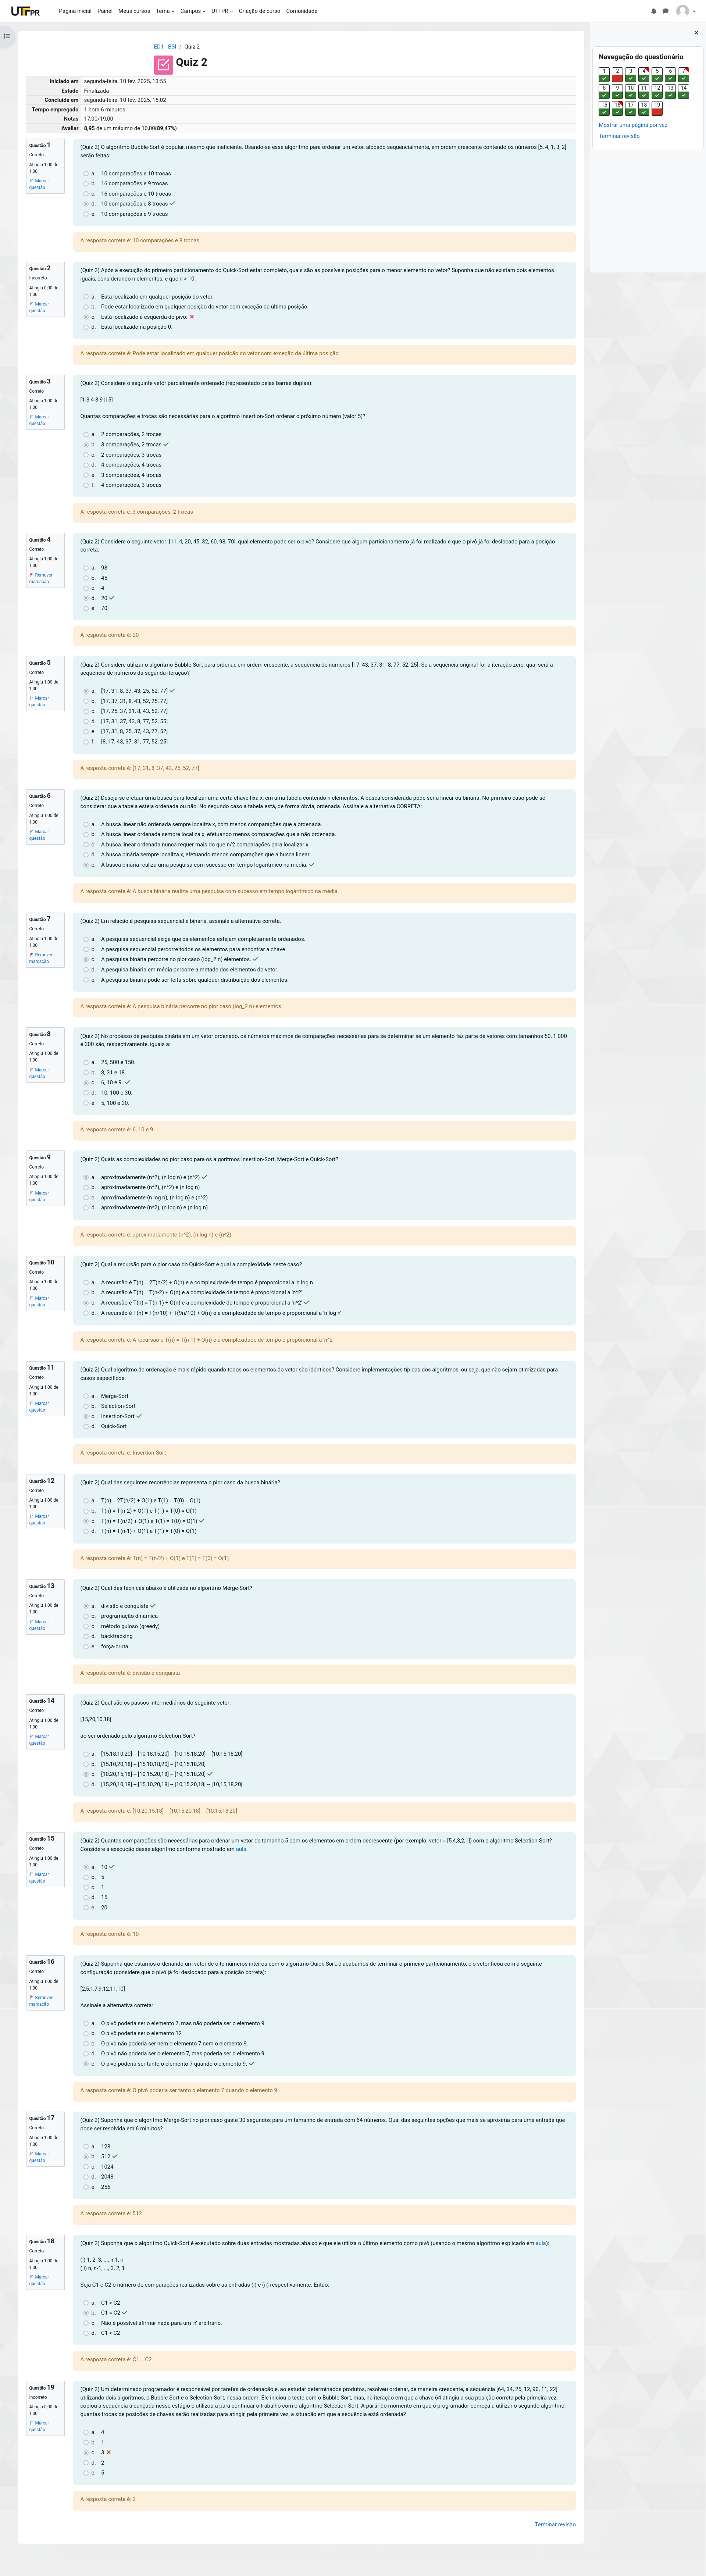 UTFPR Página inicial Painel Meus cursos Tema Campus UTFPR Criação de curso Comunidade
ED1 - BSI / Quiz 2
Quiz 2
Iniciado em segunda-feira, 10 fev. 2025, 13:55
Estado Finalizada
Concluída em segunda-feira, 10 fev. 2025, 15:02
Tempo empregado 1 hora 6 minutos
Notas 17,00/19,00
Avaliar 8,95 de um máximo de 10,00(89,47%)
Navegação do questionário
1 2 3 4 5 6 7
8 9 10 11 12 13 14
15 16 17 18 19
Mostrar uma página por vez
Terminar revisão
Questão 1
Correto
Atingiu 1,00 de
1,00
Marcar
questão
(Quiz 2) O algoritmo Bubble-Sort é popular, mesmo que ineficiente. Usando-se esse algoritmo para ordenar um vetor, alocado sequencialmente, em ordem crescente contendo os números [5, 4, 1, 3, 2]
serão feitas:
a. 10 comparações e 10 trocas
b. 16 comparações e 9 trocas
c. 16 comparações e 10 trocas
d. 10 comparações e 8 trocas
e. 10 comparações e 9 trocas
A resposta correta é: 10 comparações e 8 trocas
Questão 2
Incorreto
Atingiu 0,00 de
1,00
Marcar
questão
(Quiz 2) Após a execução do primeiro particionamento do Quick-Sort estar completo, quais são as possíveis posições para o menor elemento no vetor? Suponha que não existam dois elementos
iguais, considerando n elementos, e que n > 10.
a. Está localizado em qualquer posição do vetor.
b. Pode estar localizado em qualquer posição do vetor com exceção da última posição.
c. Está localizado à esquerda do pivô.
d. Está localizado na posição 0.
A resposta correta é: Pode estar localizado em qualquer posição do vetor com exceção da última posição.
Questão 3
Correto
Atingiu 1,00 de
1,00
Marcar
questão
(Quiz 2) Considere o seguinte vetor parcialmente ordenado (representado pelas barras duplas):
[1 3 4 8 9 || 5]
Quantas comparações e trocas são necessárias para o algoritmo Insertion-Sort ordenar o próximo número (valor 5)?
a. 2 comparações, 2 trocas
b. 3 comparações, 2 trocas
c. 2 comparações, 3 trocas
d. 4 comparações, 4 trocas
e. 3 comparações, 4 trocas
f. 4 comparações, 3 trocas
A resposta correta é: 3 comparações, 2 trocas
Questão 4
Correto
Atingiu 1,00 de
1,00
Remover
marcação
(Quiz 2) Considere o seguinte vetor: [11, 4, 20, 45, 32, 60, 98, 70], qual elemento pode ser o pivô? Considere que algum particionamento já foi realizado e que o pivô já foi deslocado para a posição
correta.
a. 98
b. 45
c. 4
d. 20
e. 70
A resposta correta é: 20
Questão 5
Correto
Atingiu 1,00 de
1,00
Marcar
questão
(Quiz 2) Considere utilizar o algoritmo Bubble-Sort para ordenar, em ordem crescente, a sequência de números [17, 43, 37, 31, 8, 77, 52, 25]. Se a sequência original for a iteração zero, qual será a
sequência de números da segunda iteração?
a. [17, 31, 8, 37, 43, 25, 52, 77]
b. [17, 37, 31, 8, 43, 52, 25, 77]
c. [17, 25, 37, 31, 8, 43, 52, 77]
d. [17, 31, 37, 43, 8, 77, 52, 55]
e. [17, 31, 8, 25, 37, 43, 77, 52]
f. [8, 17, 43, 37, 31, 77, 52, 25]
A resposta correta é: [17, 31, 8, 37, 43, 25, 52, 77]
Questão 6
Correto
Atingiu 1,00 de
1,00
Marcar
questão
(Quiz 2) Deseja-se efetuar uma busca para localizar uma certa chave fixa x, em uma tabela contendo n elementos. A busca considerada pode ser a linear ou binária. No primeiro caso pode-se
considerar que a tabela esteja ordenada ou não. No segundo caso a tabela está, de forma óbvia, ordenada. Assinale a alternativa CORRETA:
a. A busca linear não ordenada sempre localiza x, com menos comparações que a ordenada.
b. A busca linear ordenada sempre localiza x, efetuando menos comparações que a não ordenada.
c. A busca linear ordenada nunca requer mais do que n/2 comparações para localizar x.
d. A busca binária sempre localiza x, efetuando menos comparações que a busca linear.
e. A busca binária realiza uma pesquisa com sucesso em tempo logarítmico na média.
A resposta correta é: A busca binária realiza uma pesquisa com sucesso em tempo logarítmico na média.
Questão 7
Correto
Atingiu 1,00 de
1,00
Remover
marcação
(Quiz 2) Em relação à pesquisa sequencial e binária, assinale a alternativa correta.
a. A pesquisa sequencial exige que os elementos estejam completamente ordenados.
b. A pesquisa sequencial percorre todos os elementos para encontrar a chave.
c. A pesquisa binária percorre no pior caso (log_2 n) elementos.
d. A pesquisa binária em média percorre a metade dos elementos do vetor.
e. A pesquisa binária pode ser feita sobre qualquer distribuição dos elementos.
A resposta correta é: A pesquisa binária percorre no pior caso (log_2 n) elementos.
Questão 8
Correto
Atingiu 1,00 de
1,00
Marcar
questão
(Quiz 2) No processo de pesquisa binária em um vetor ordenado, os números máximos de comparações necessárias para se determinar se um elemento faz parte de vetores com tamanhos 50, 1.000
e 300 são, respectivamente, iguais a:
a. 25, 500 e 150.
b. 8, 31 e 18.
c. 6, 10 e 9.
d. 10, 100 e 30.
e. 5, 100 e 30.
A resposta correta é: 6, 10 e 9.
Questão 9
Correto
Atingiu 1,00 de
1,00
Marcar
questão
(Quiz 2) Quais as complexidades no pior caso para os algoritmos Insertion-Sort, Merge-Sort e Quick-Sort?
a. aproximadamente (n^2), (n log n) e (n^2)
b. aproximadamente (n^2), (n^2) e (n log n)
c. aproximadamente (n log n), (n log n) e (n^2)
d. aproximadamente (n^2), (n log n) e (n log n)
A resposta correta é: aproximadamente (n^2), (n log n) e (n^2)
Questão 10
Correto
Atingiu 1,00 de
1,00
Marcar
questão
(Quiz 2) Qual a recursão para o pior caso do Quick-Sort e qual a complexidade neste caso?
a. A recursão é T(n) = 2T(n/2) + O(n) e a complexidade de tempo é proporcional a 'n log n'
b. A recursão é T(n) = T(n-2) + O(n) e a complexidade de tempo é proporcional a 'n^2'
c. A recursão é T(n) = T(n-1) + O(n) e a complexidade de tempo é proporcional a 'n^2'
d. A recursão é T(n) = T(n/10) + T(9n/10) + O(n) e a complexidade de tempo é proporcional a 'n log n'
A resposta correta é: A recursão é T(n) = T(n-1) + O(n) e a complexidade de tempo é proporcional a 'n^2'
Questão 11
Correto
Atingiu 1,00 de
1,00
Marcar
questão
(Quiz 2) Qual algoritmo de ordenação é mais rápido quando todos os elementos do vetor são idênticos? Considere implementações típicas dos algoritmos, ou seja, que não sejam otimizadas para
casos específicos.
a. Merge-Sort
b. Selection-Sort
c. Insertion-Sort
d. Quick-Sort
A resposta correta é: Insertion-Sort
Questão 12
Correto
Atingiu 1,00 de
1,00
Marcar
questão
(Quiz 2) Qual das seguintes recorrências representa o pior caso da busca binária?
a. T(n) = 2T(n/2) + O(1) e T(1) = T(0) = O(1)
b. T(n) = T(n-2) + O(1) e T(1) = T(0) = O(1)
c. T(n) = T(n/2) + O(1) e T(1) = T(0) = O(1)
d. T(n) = T(n-1) + O(1) e T(1) = T(0) = O(1)
A resposta correta é: T(n) = T(n/2) + O(1) e T(1) = T(0) = O(1)
Questão 13
Correto
Atingiu 1,00 de
1,00
Marcar
questão
(Quiz 2) Qual das técnicas abaixo é utilizada no algoritmo Merge-Sort?
a. divisão e conquista
b. programação dinâmica
c. método guloso (greedy)
d. backtracking
e. força-bruta
A resposta correta é: divisão e conquista
Questão 14
Correto
Atingiu 1,00 de
1,00
Marcar
questão
(Quiz 2) Qual são os passos intermediários do seguinte vetor:
[15,20,10,18]
ao ser ordenado pelo algoritmo Selection-Sort?
a. [15,18,10,20] -- [10,18,15,20] -- [10,15,18,20] -- [10,15,18,20]
b. [15,10,20,18] -- [15,10,18,20] -- [10,15,18,20]
c. [10,20,15,18] -- [10,15,20,18] -- [10,15,18,20]
d. [15,20,10,18] -- [15,10,20,18] -- [10,15,20,18] -- [10,15,18,20]
A resposta correta é: [10,20,15,18] -- [10,15,20,18] -- [10,15,18,20]
Questão 15
Correto
Atingiu 1,00 de
1,00
Marcar
questão
(Quiz 2) Quantas comparações são necessárias para ordenar um vetor de tamanho 5 com os elementos em ordem decrescente (por exemplo: vetor = [5,4,3,2,1]) com o algoritmo Selection-Sort?
Considere a execução desse algoritmo conforme mostrado em aula.
a. 10
b. 5
c. 1
d. 15
e. 20
A resposta correta é: 10
Questão 16
Correto
Atingiu 1,00 de
1,00
Remover
marcação
(Quiz 2) Suponha que estamos ordenando um vetor de oito números inteiros com o algoritmo Quick-Sort, e acabamos de terminar o primeiro particionamento, e o vetor ficou com a seguinte
configuração (considere que o pivô já foi deslocado para a posição correta):
[2,5,1,7,9,12,11,10]
Assinale a alternativa correta:
a. O pivô poderia ser o elemento 7, mas não poderia ser o elemento 9
b. O pivô poderia ser o elemento 12
c. O pivô não poderia ser nem o elemento 7 nem o elemento 9.
d. O pivô não poderia ser o elemento 7, mas poderia ser o elemento 9
e. O pivô poderia ser tanto o elemento 7 quando o elemento 9.
A resposta correta é: O pivô poderia ser tanto o elemento 7 quando o elemento 9.
Questão 17
Correto
Atingiu 1,00 de
1,00
Marcar
questão
(Quiz 2) Suponha que o algoritmo Merge-Sort no pior caso gaste 30 segundos para um tamanho de entrada com 64 números. Qual das seguintes opções que mais se aproxima para uma entrada que
pode ser resolvida em 6 minutos?
a. 128
b. 512
c. 1024
d. 2048
e. 256
A resposta correta é: 512
Questão 18
Correto
Atingiu 1,00 de
1,00
Marcar
questão
(Quiz 2) Suponha que o algoritmo Quick-Sort é executado sobre duas entradas mostradas abaixo e que ele utiliza o último elemento como pivô (usando o mesmo algoritmo explicado em aula):
(i) 1, 2, 3, ..., n-1, n
(ii) n, n-1, ..., 3, 2, 1
Seja C1 e C2 o número de comparações realizadas sobre as entradas (i) e (ii) respectivamente. Então:
a.
b. C1 = C2
c. Não é possível afirmar nada para um 'n' arbitrário.
d.
A resposta correta é: C1 = C2
Questão 19
Incorreto
Atingiu 0,00 de
1,00
Marcar
questão
(Quiz 2) Um determinado programador é responsável por tarefas de ordenação e, ao estudar determinados produtos, resolveu ordenar, de maneira crescente, a sequência [64, 34, 25, 12, 90, 11, 22]
utilizando dois algoritmos, o Bubble-Sort e o Selection-Sort, nessa ordem. Ele iniciou o teste com o Bubble Sort, mas, na iteração em que a chave 64 atingiu a sua posição correta pela primeira vez,
copiou a sequência alcançada nesse estágio e utilizou-a para continuar o trabalho com o algoritmo Selection-Sort. A partir do momento em que o programador começa a utilizar o segundo algoritmo,
quantas trocas de posições de chaves serão realizadas para atingir, pela primeira vez, a situação em que a sequência está ordenada?
a. 4
b. 1
c. 3
d. 2
e. 5
A resposta correta é: 2
Terminar revisão